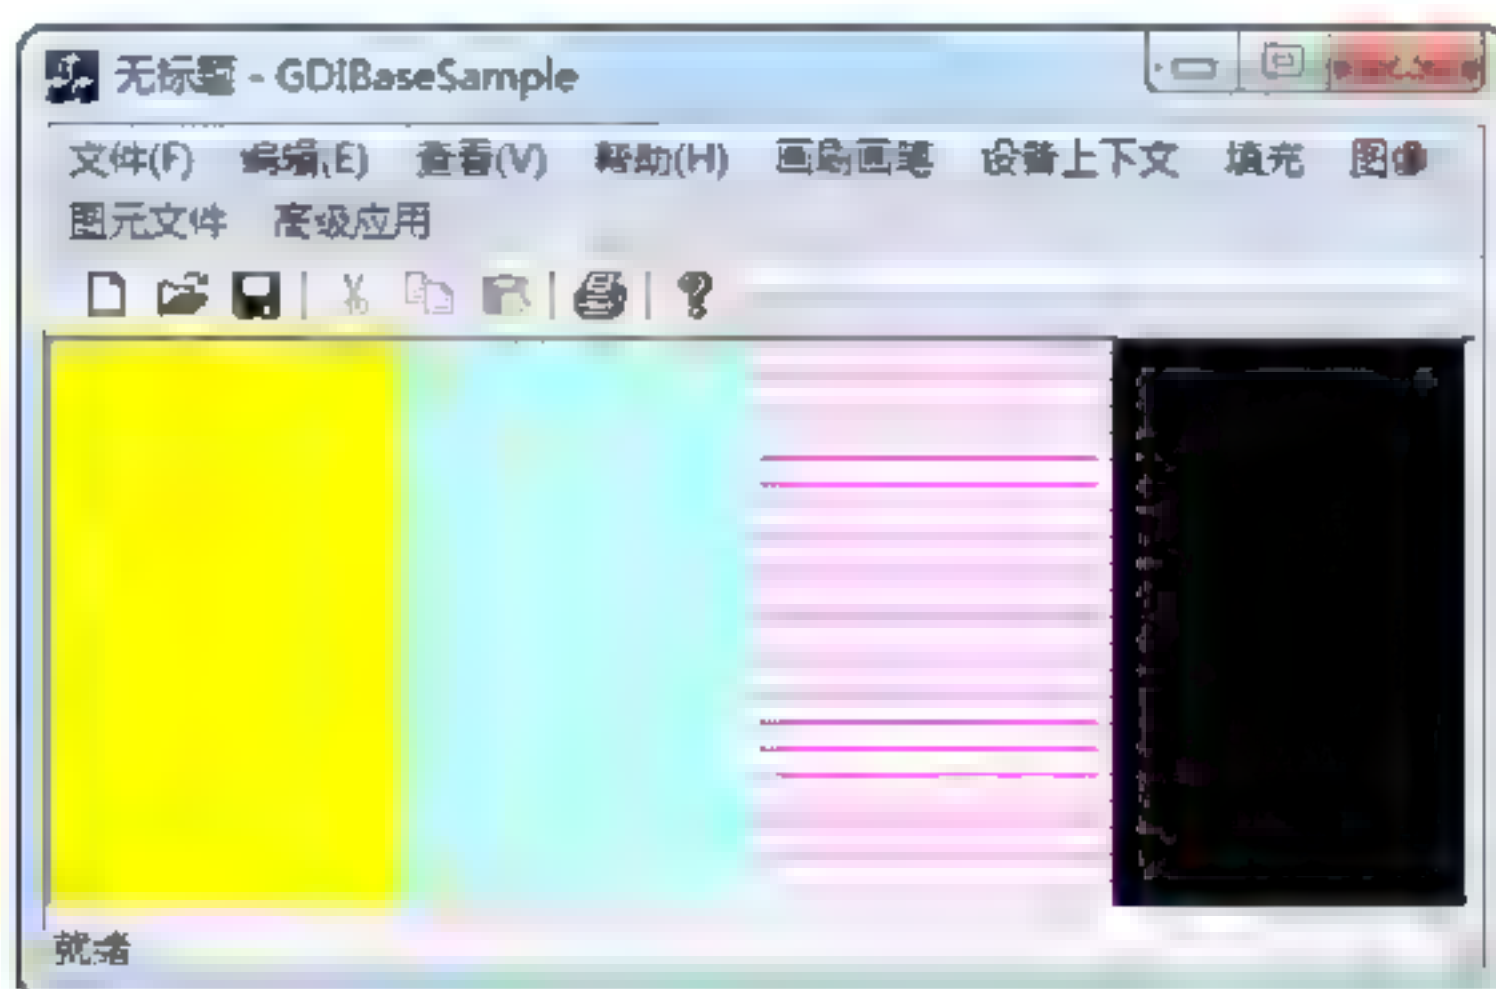 无标题 - GDIBaseSample
文件(F) 编辑(E) 查看(V) 帮助(H) 画刷画笔 设备上下文 填充
图元文件 高级应用
就绪